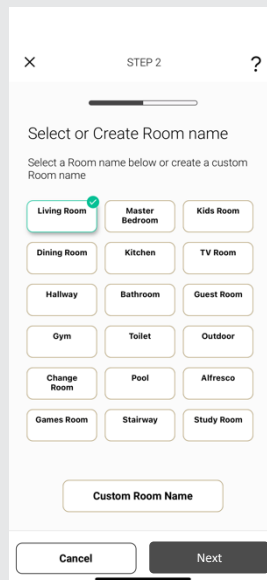 STEP 2 ?
Select or Create Room name
Select a Room name below or create a custom
Room name
Living Room
Master
Bedroom
Kids Room
Dining Room
Kitchen
TV Room
Hallway
Bathroom
Guest Room
Gym
Toilet
Outdoor
Change
Room
Pool
Alfresco
Games Room
Stairway
Study Room
Custom Room Name
Cancel
Next